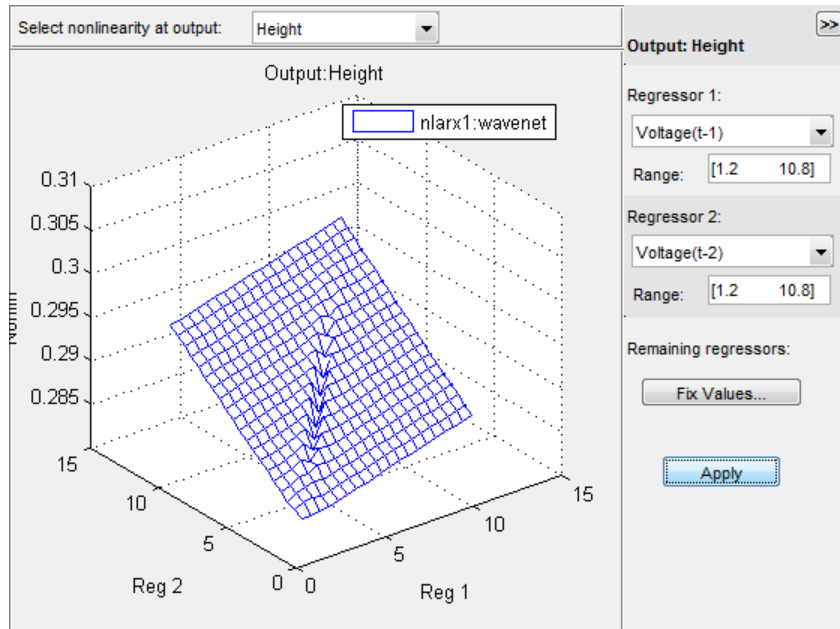 Select nonlinearity at output: Height
Output:Height
nlarx1:wavenet
0.31
0.305
0.3
0.295
0.29
0.285
15
10
5
0
Reg 2
0
5
10
15
Reg 1
>>
Output: Height
Regressor 1:
Voltage(t-1)
Range: [1.2 10.8]
Regressor 2:
Voltage(t-2)
Range: [1.2 10.8]
Remaining regressors:
Fix Values...
Apply